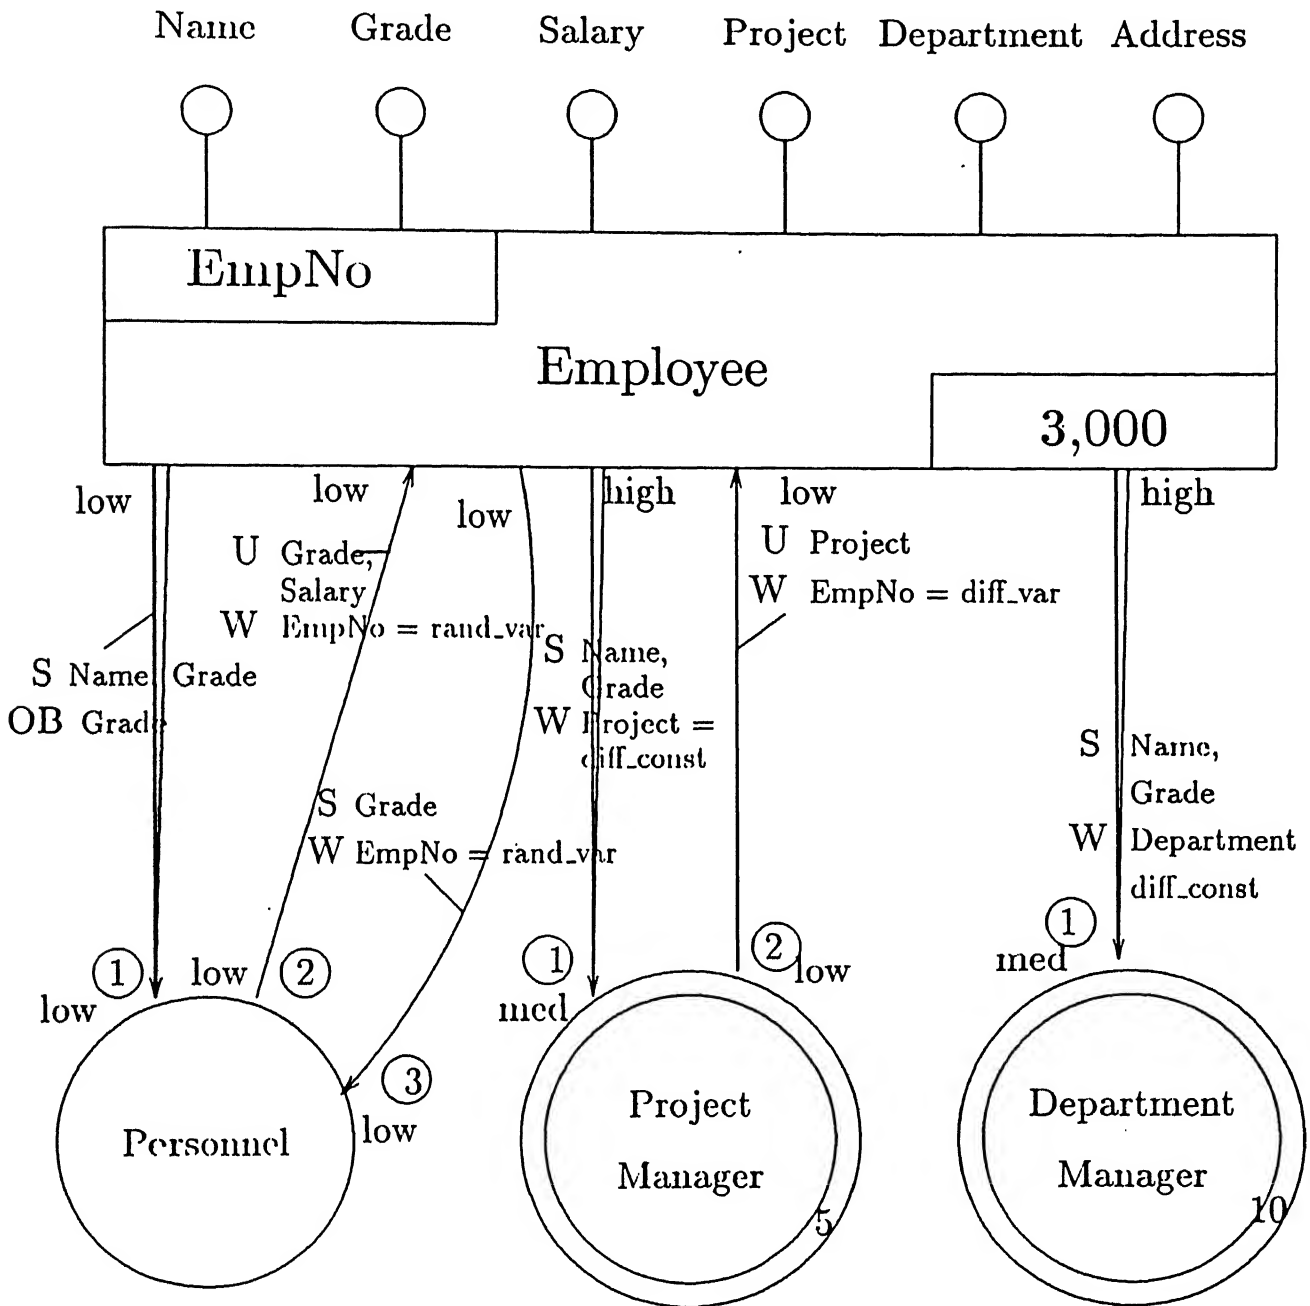 Name Grade Salary Project Department Address
EmpNo
Employee
3,000
low
low
low
high
low
high
U Grade,
Salary
W EmpNo = rand_var
U Project
W EmpNo = diff_var
S Name, Grade
OB Grade
S Name,
Grade
W Project =
diff_const
S Name,
Grade
W Department
diff_const
S Grade
W EmpNo = rand_var
1
low
low
2
3
low
1
med
2
low
1
med
Personnel
Project
Manager
5
Department
Manager
10